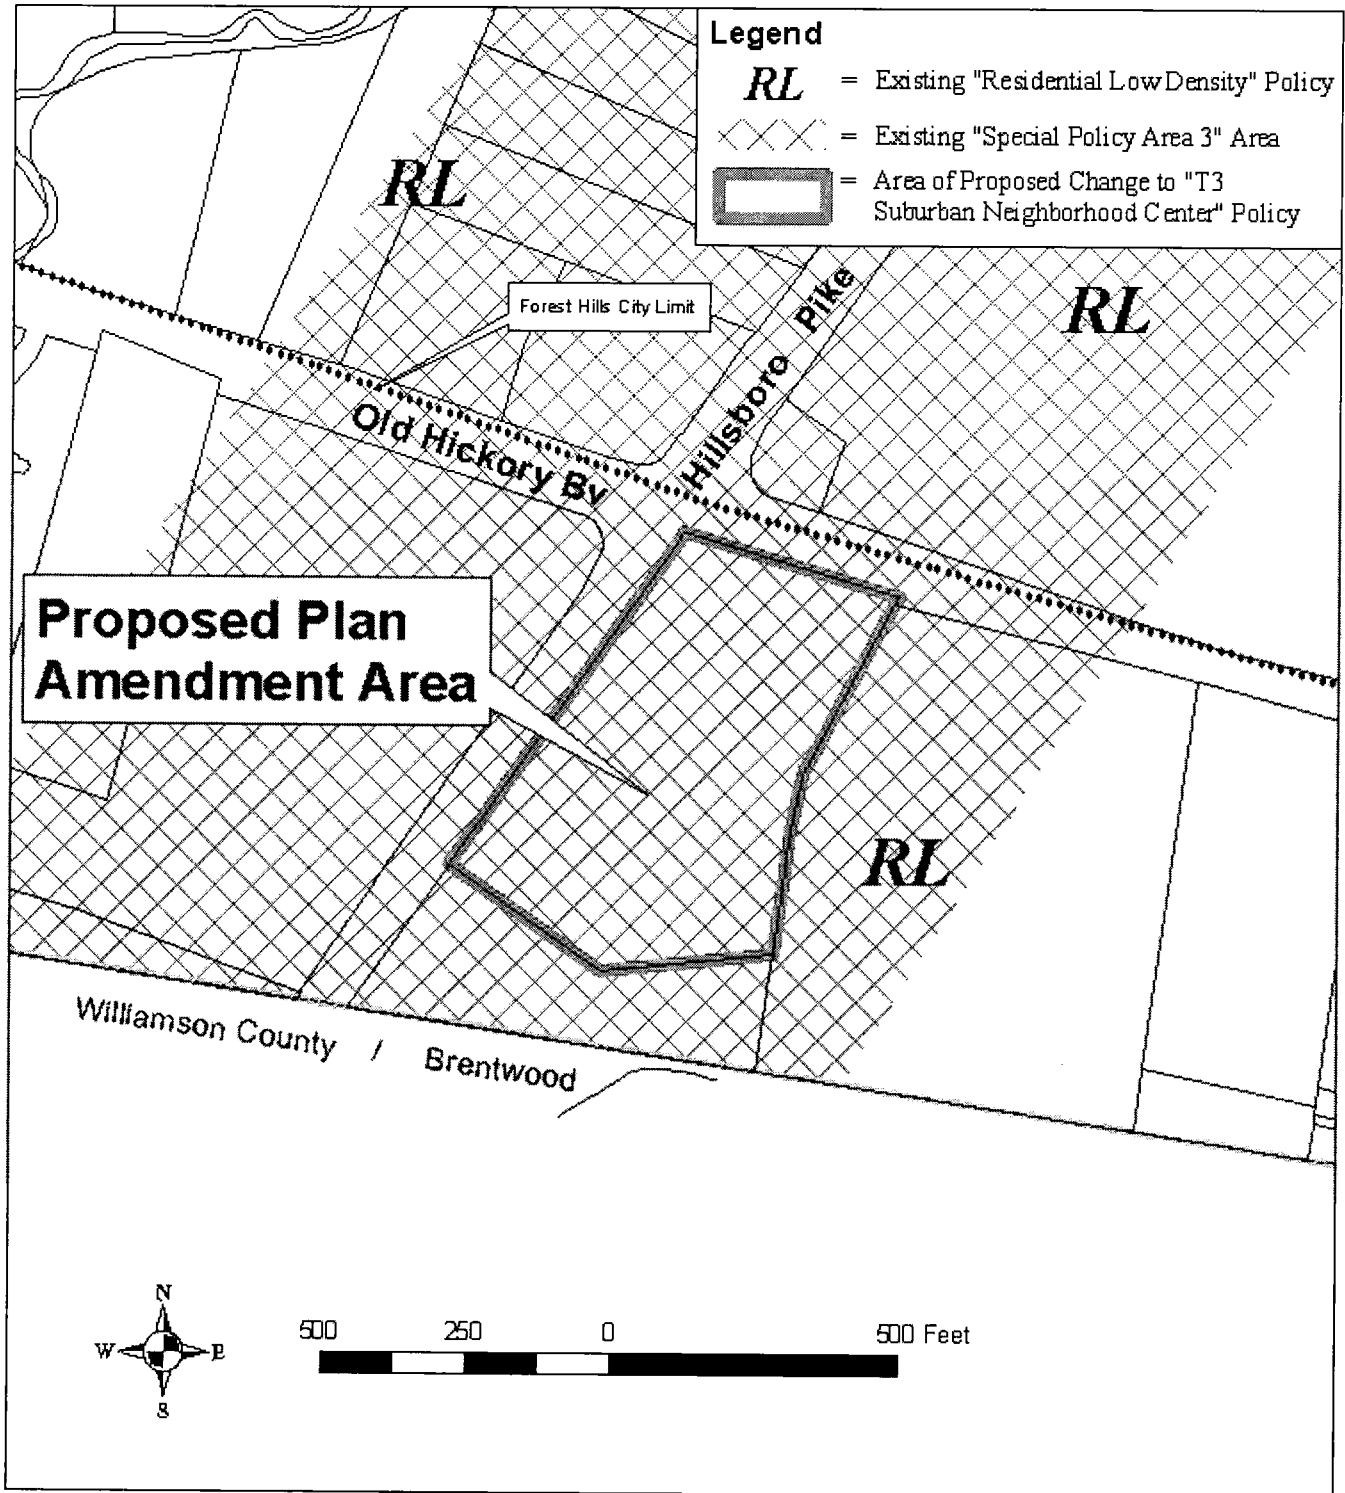 Legend
RL = Existing "Residential Low Density" Policy
= Existing "Special Policy Area 3" Area
= Area of Proposed Change to "T3
Suburban Neighborhood Center" Policy
RL
RL
Forest Hills City Limit
Hillsboro Pike
Old Hickory Bv
Proposed Plan
Amendment Area
RL
Williamson County / Brentwood
N
W E
S
500 250 0 500 Feet